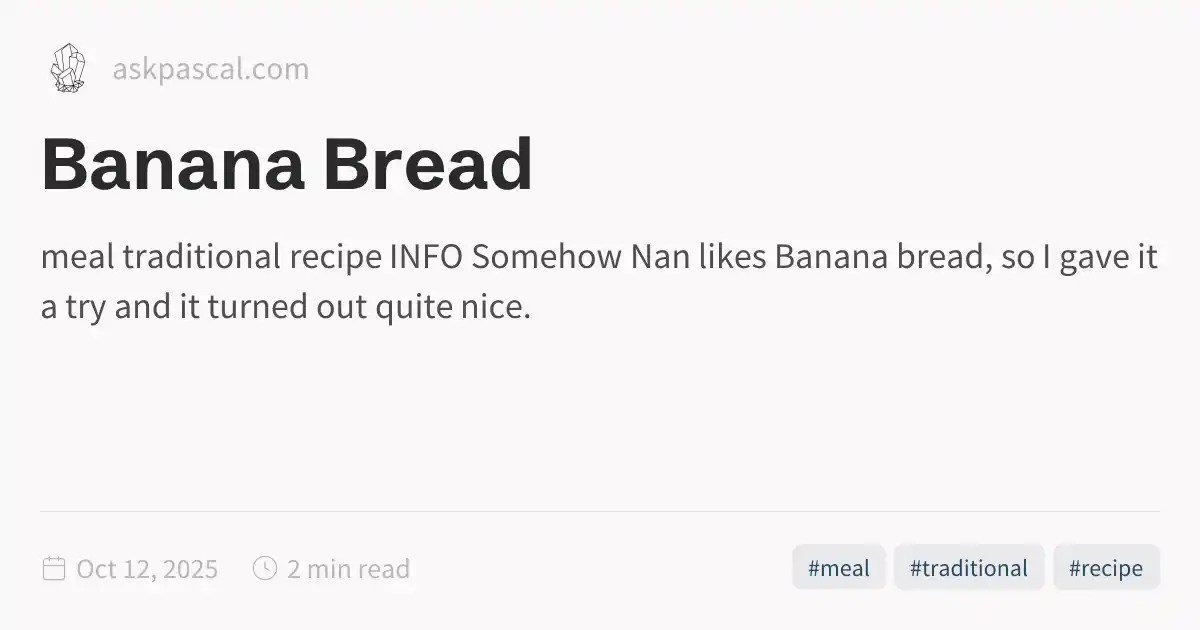 askpascal.com
Banana Bread
meal traditional recipe INFO Somehow Nan likes Banana bread, so I gave it
a try and it turned out quite nice.
Oct 12, 2025 2 min read #meal #traditional #recipe